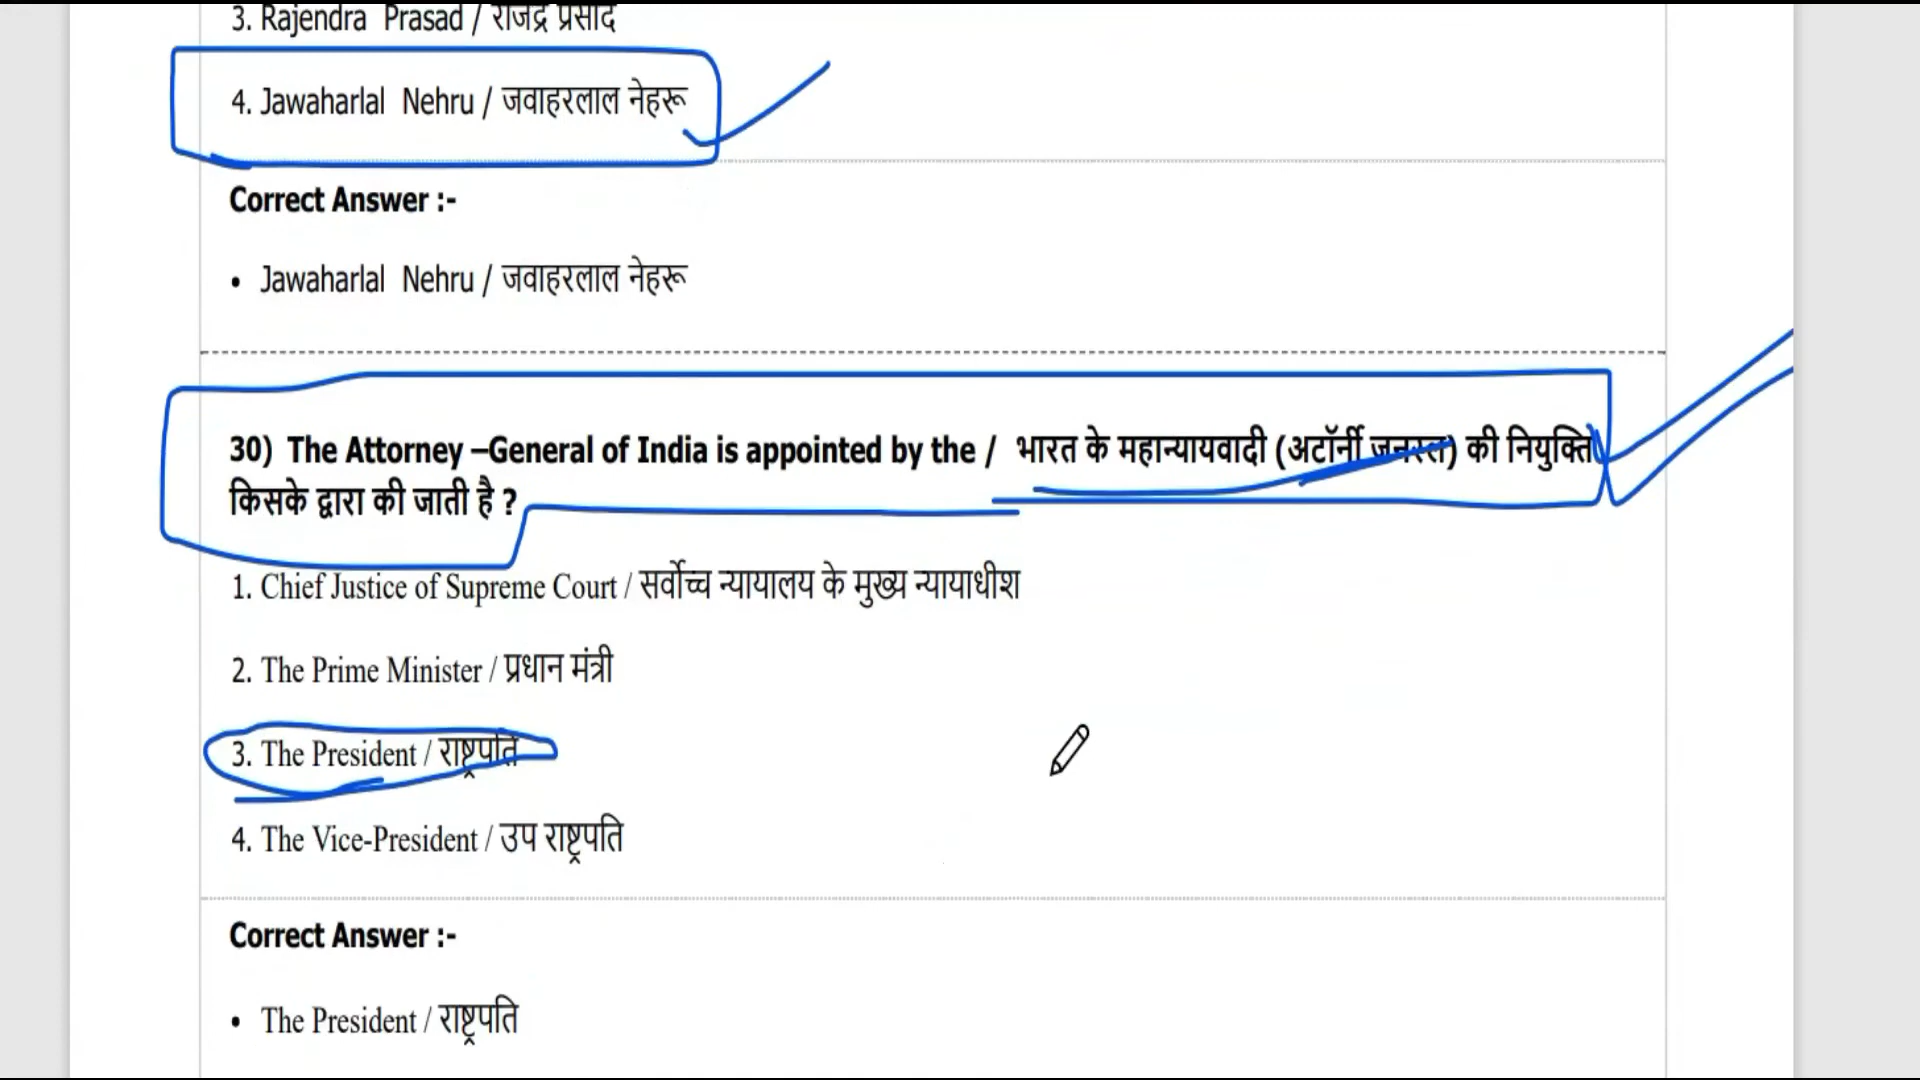 3. Rajendra Prasad / राजेंद्र प्रसाद
4. Jawaharlal Nehru / जवाहरलाल नेहरू
Correct Answer :-
• Jawaharlal Nehru / जवाहरलाल नेहरू
30) The Attorney –General of India is appointed by the / भारत के महान्यायवादी (अटॉर्नी जनरल) की नियुक्ति
किसके द्वारा की जाती है ?
1. Chief Justice of Supreme Court / सर्वोच्च न्यायालय के मुख्य न्यायाधीश
2. The Prime Minister / प्रधान मंत्री
3. The President / राष्ट्रपति
4. The Vice-President / उप राष्ट्रपति
Correct Answer :-
• The President / राष्ट्रपति